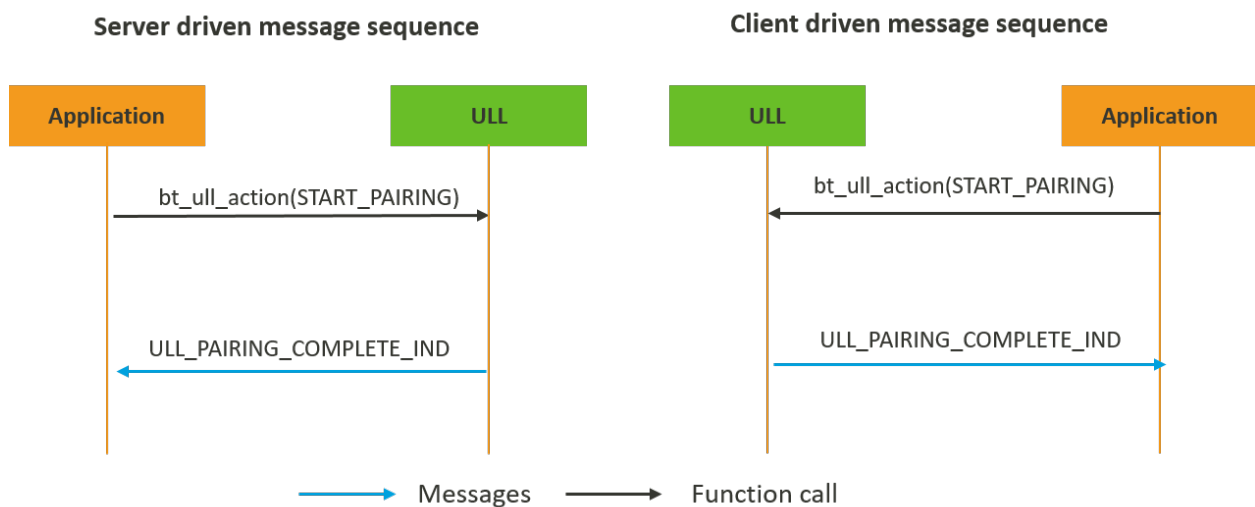 Server driven message sequence
Client driven message sequence
Application
ULL
ULL
Application
bt_ull_action(START_PAIRING)
bt_ull_action(START_PAIRING)
ULL_PAIRING_COMPLETE_IND
ULL_PAIRING_COMPLETE_IND
Messages
Function call